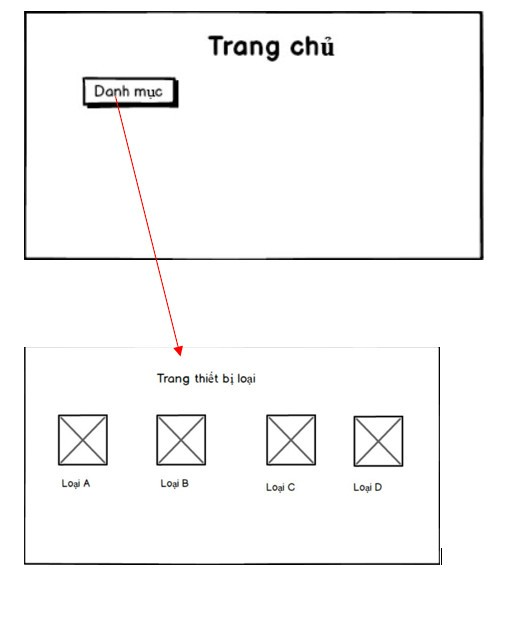 Trang chủ
Danh mục
Trang thiết bị loại
Loại A
Loại B
Loại C
Loại D